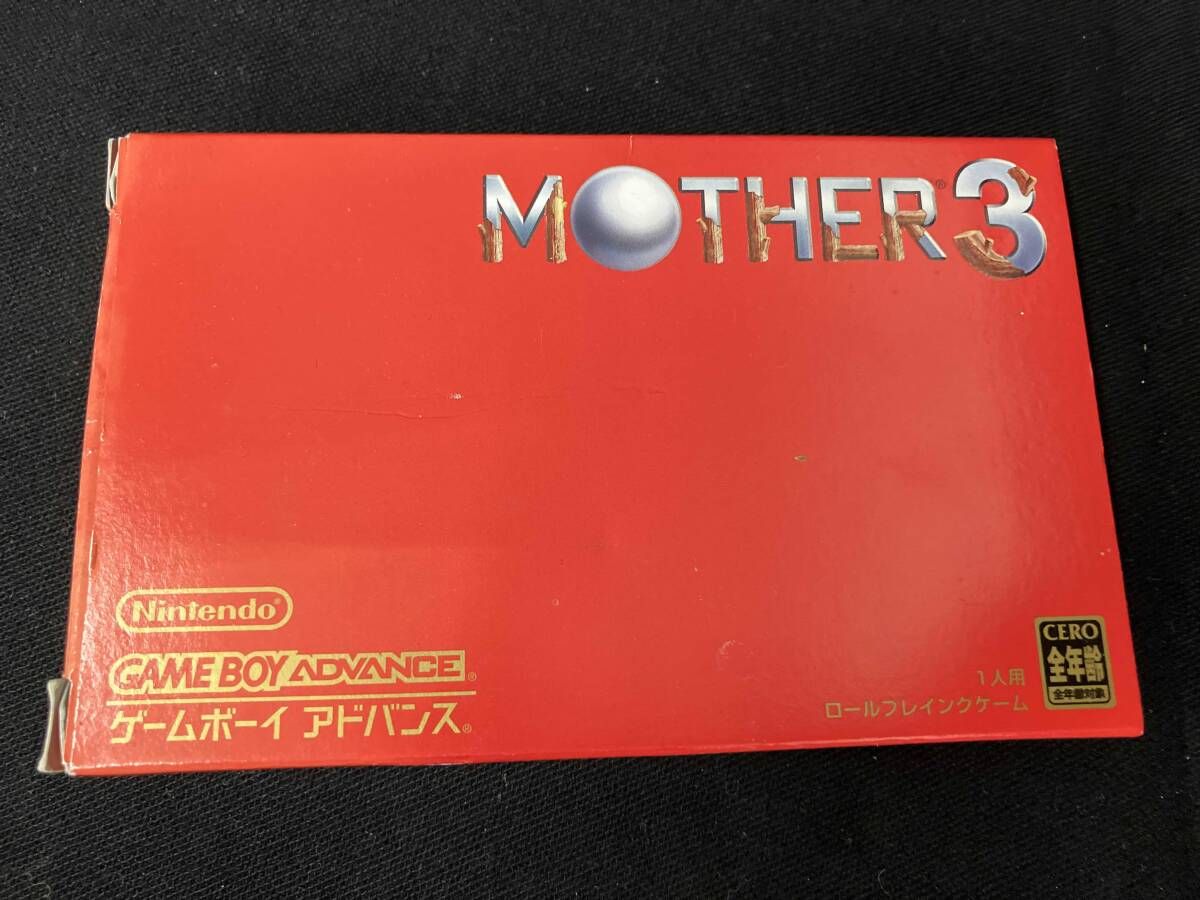 MOTHER® 3
Nintendo®
GAME BOY ADVANCE®
ゲームボーイ アドバンス®
1人用
ロールプレイングゲーム
CERO
全年齢
全年齢対象